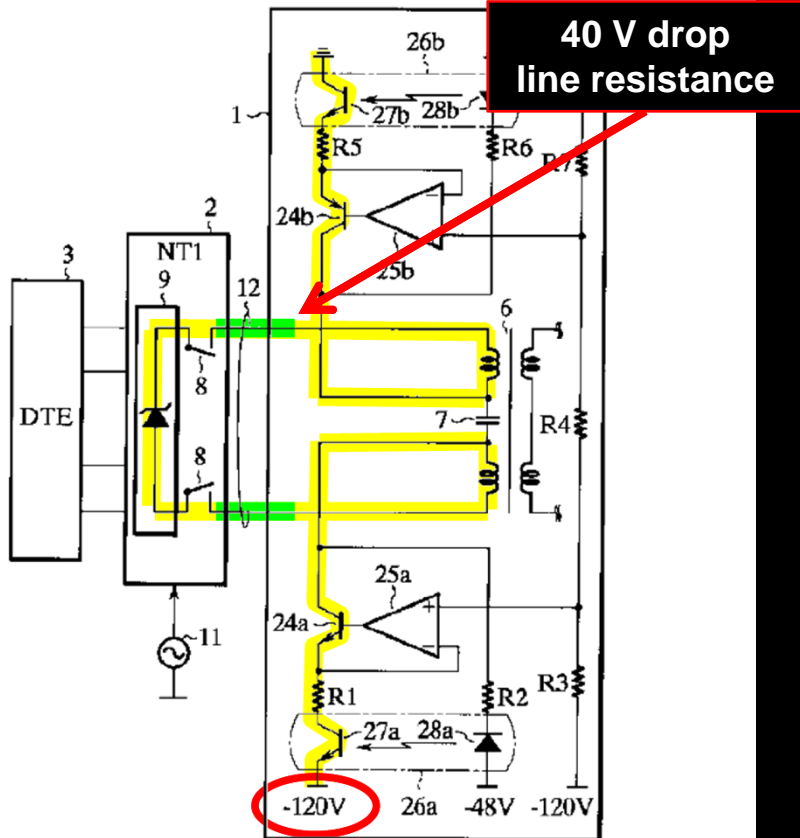 40 V drop
line resistance
26b
27b
28b
1
R5
R6
R7
24b
25b
2
NT1
3
9
12
6
8
DTE
7
R4
8
25a
24a
11
R1
R2
R3
27a
28a
-120V
26a
-48V
-120V